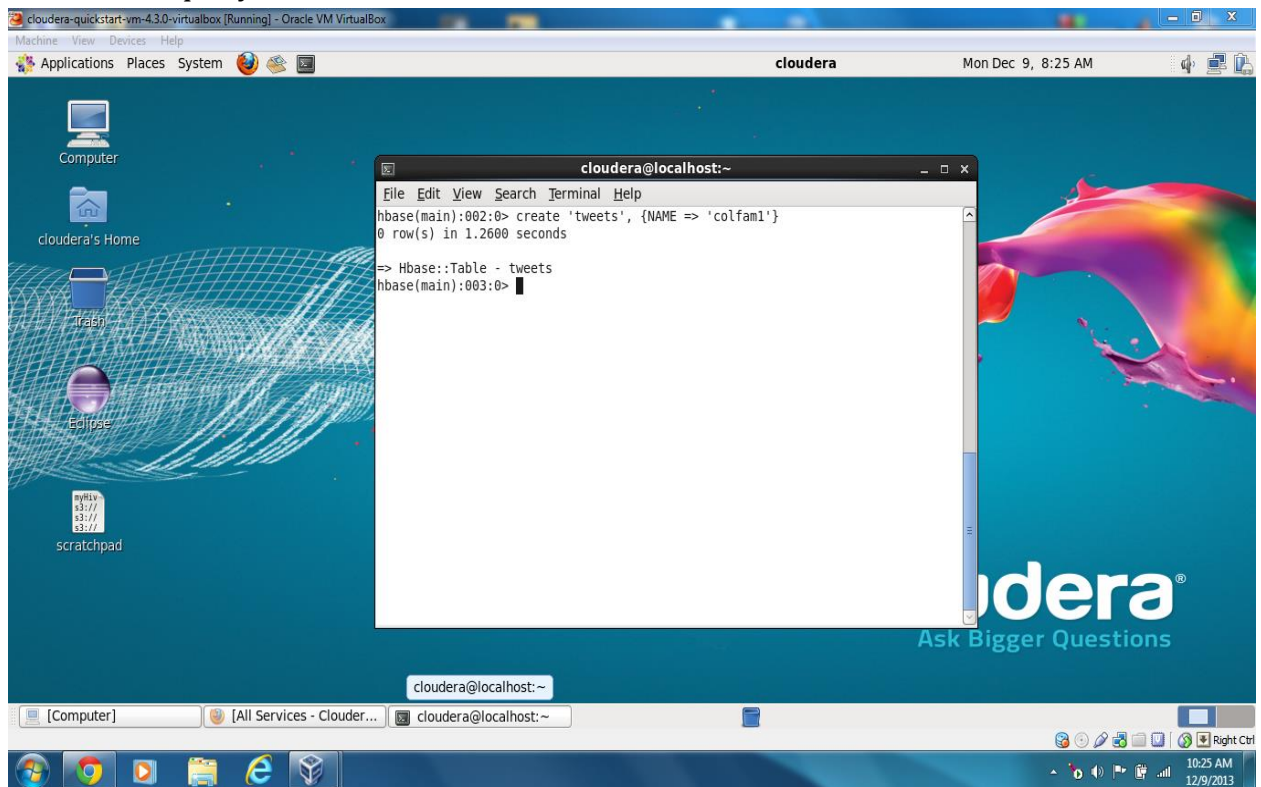 cloudera-quickstart-vm-4.3.0-virtualbox [Running] - Oracle VM VirtualBox
Machine View Devices Help
Applications Places System
cloudera
Mon Dec 9, 8:25 AM
Computer
cloudera's Home
Trash
Eclipse
myHiv
s3://
s3://
s3://
scratchpad
cloudera@localhost:~
File Edit View Search Terminal Help
hbase(main):002:0> create 'tweets', {NAME => 'colfam1'}
0 row(s) in 1.2600 seconds
=> Hbase::Table - tweets
hbase(main):003:0>
udera®
Ask Bigger Questions
cloudera@localhost:~
[Computer]
[All Services - Clouder...
cloudera@localhost:~
Right Ctrl
10:25 AM
12/9/2013